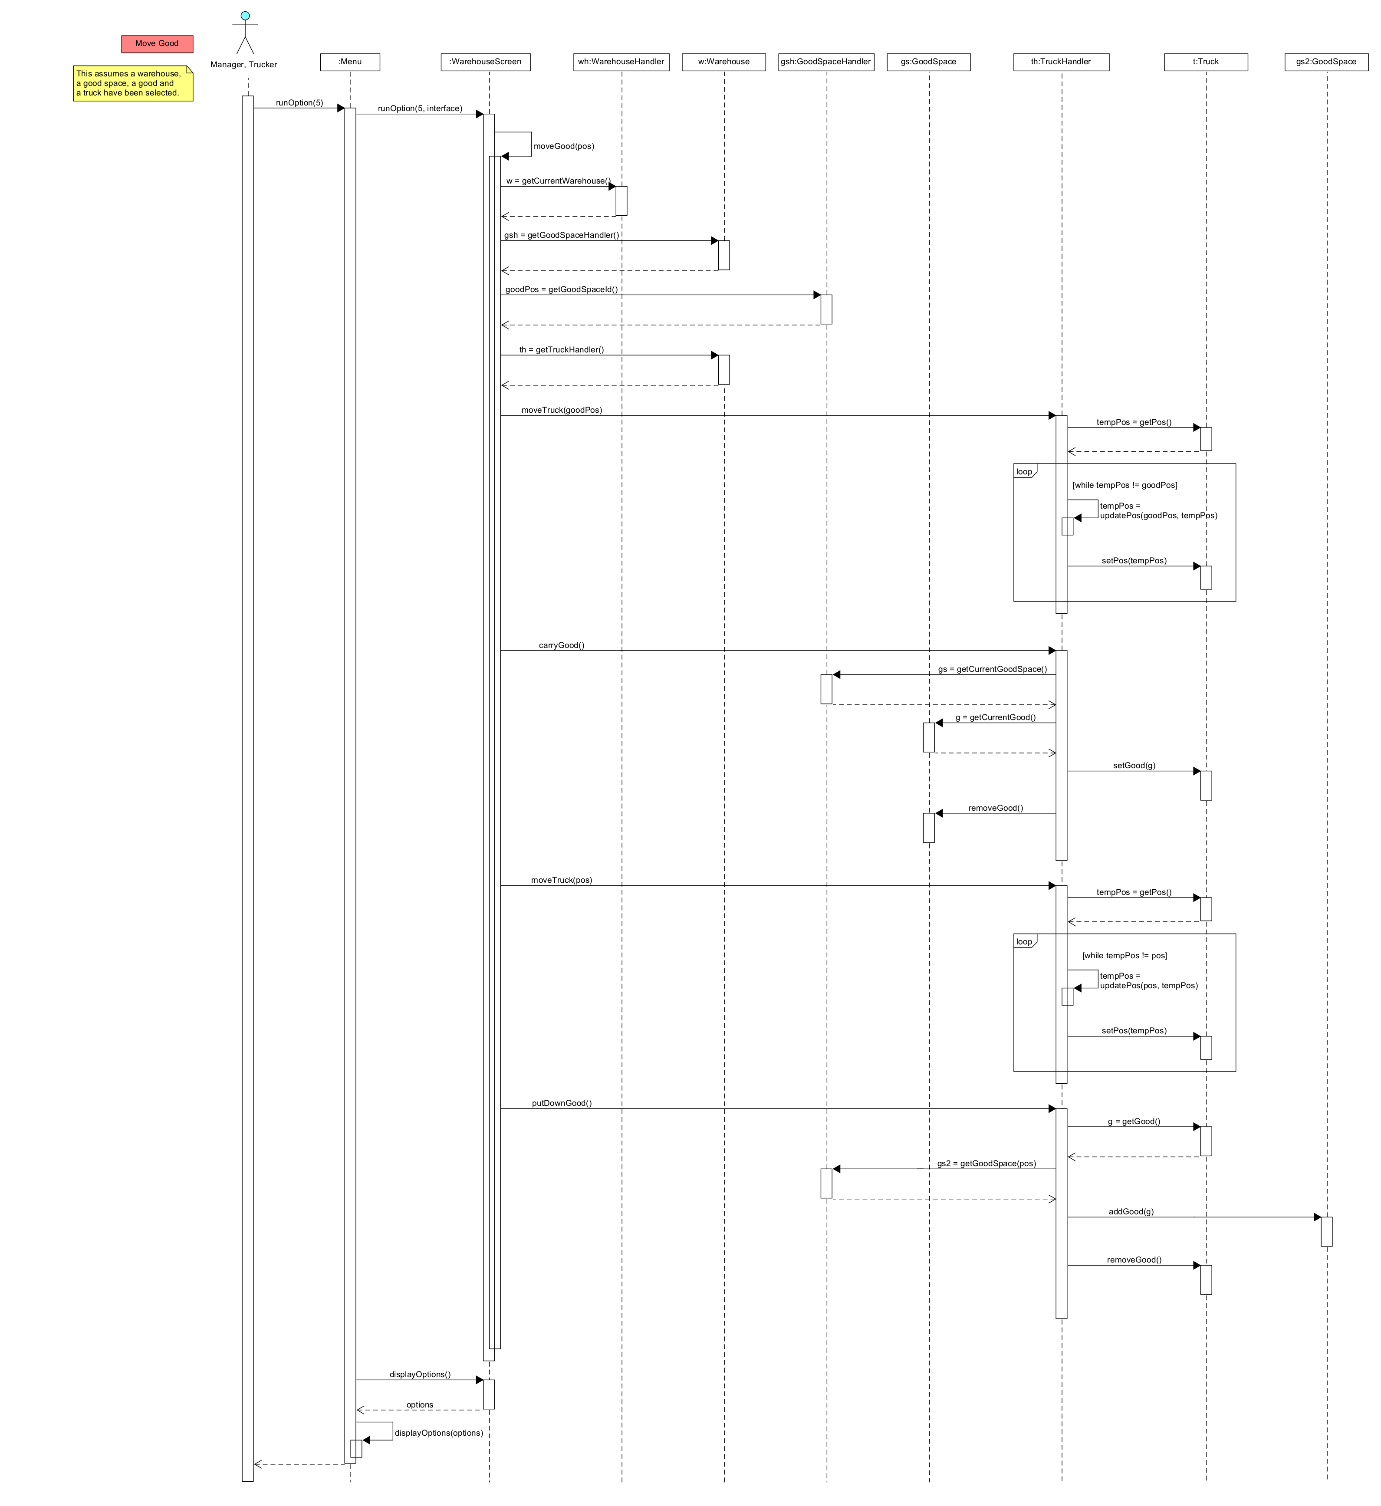 Move Good
This assumes a warehouse,
a good space, a good and
a truck have been selected.
Manager, Trucker
:Menu
:WarehouseScreen
wh:WarehouseHandler
w:Warehouse
gsh:GoodSpaceHandler
gs:GoodSpace
th:TruckHandler
t:Truck
gs2:GoodSpace
runOption(5)
runOption(5, interface)
moveGood(pos)
w = getCurrentWarehouse()
gsh = getGoodSpaceHandler()
goodPos = getGoodSpaceId()
th = getTruckHandler()
moveTruck(goodPos)
tempPos = getPos()
loop
[while tempPos != goodPos]
tempPos =
updatePos(goodPos, tempPos)
setPos(tempPos)
carryGood()
gs = getCurrentGoodSpace()
g = getCurrentGood()
setGood(g)
removeGood()
moveTruck(pos)
tempPos = getPos()
loop
[while tempPos != pos]
tempPos =
updatePos(pos, tempPos)
setPos(tempPos)
putDownGood()
g = getGood()
gs2 = getGoodSpace(pos)
addGood(g)
removeGood()
displayOptions()
options
displayOptions(options)